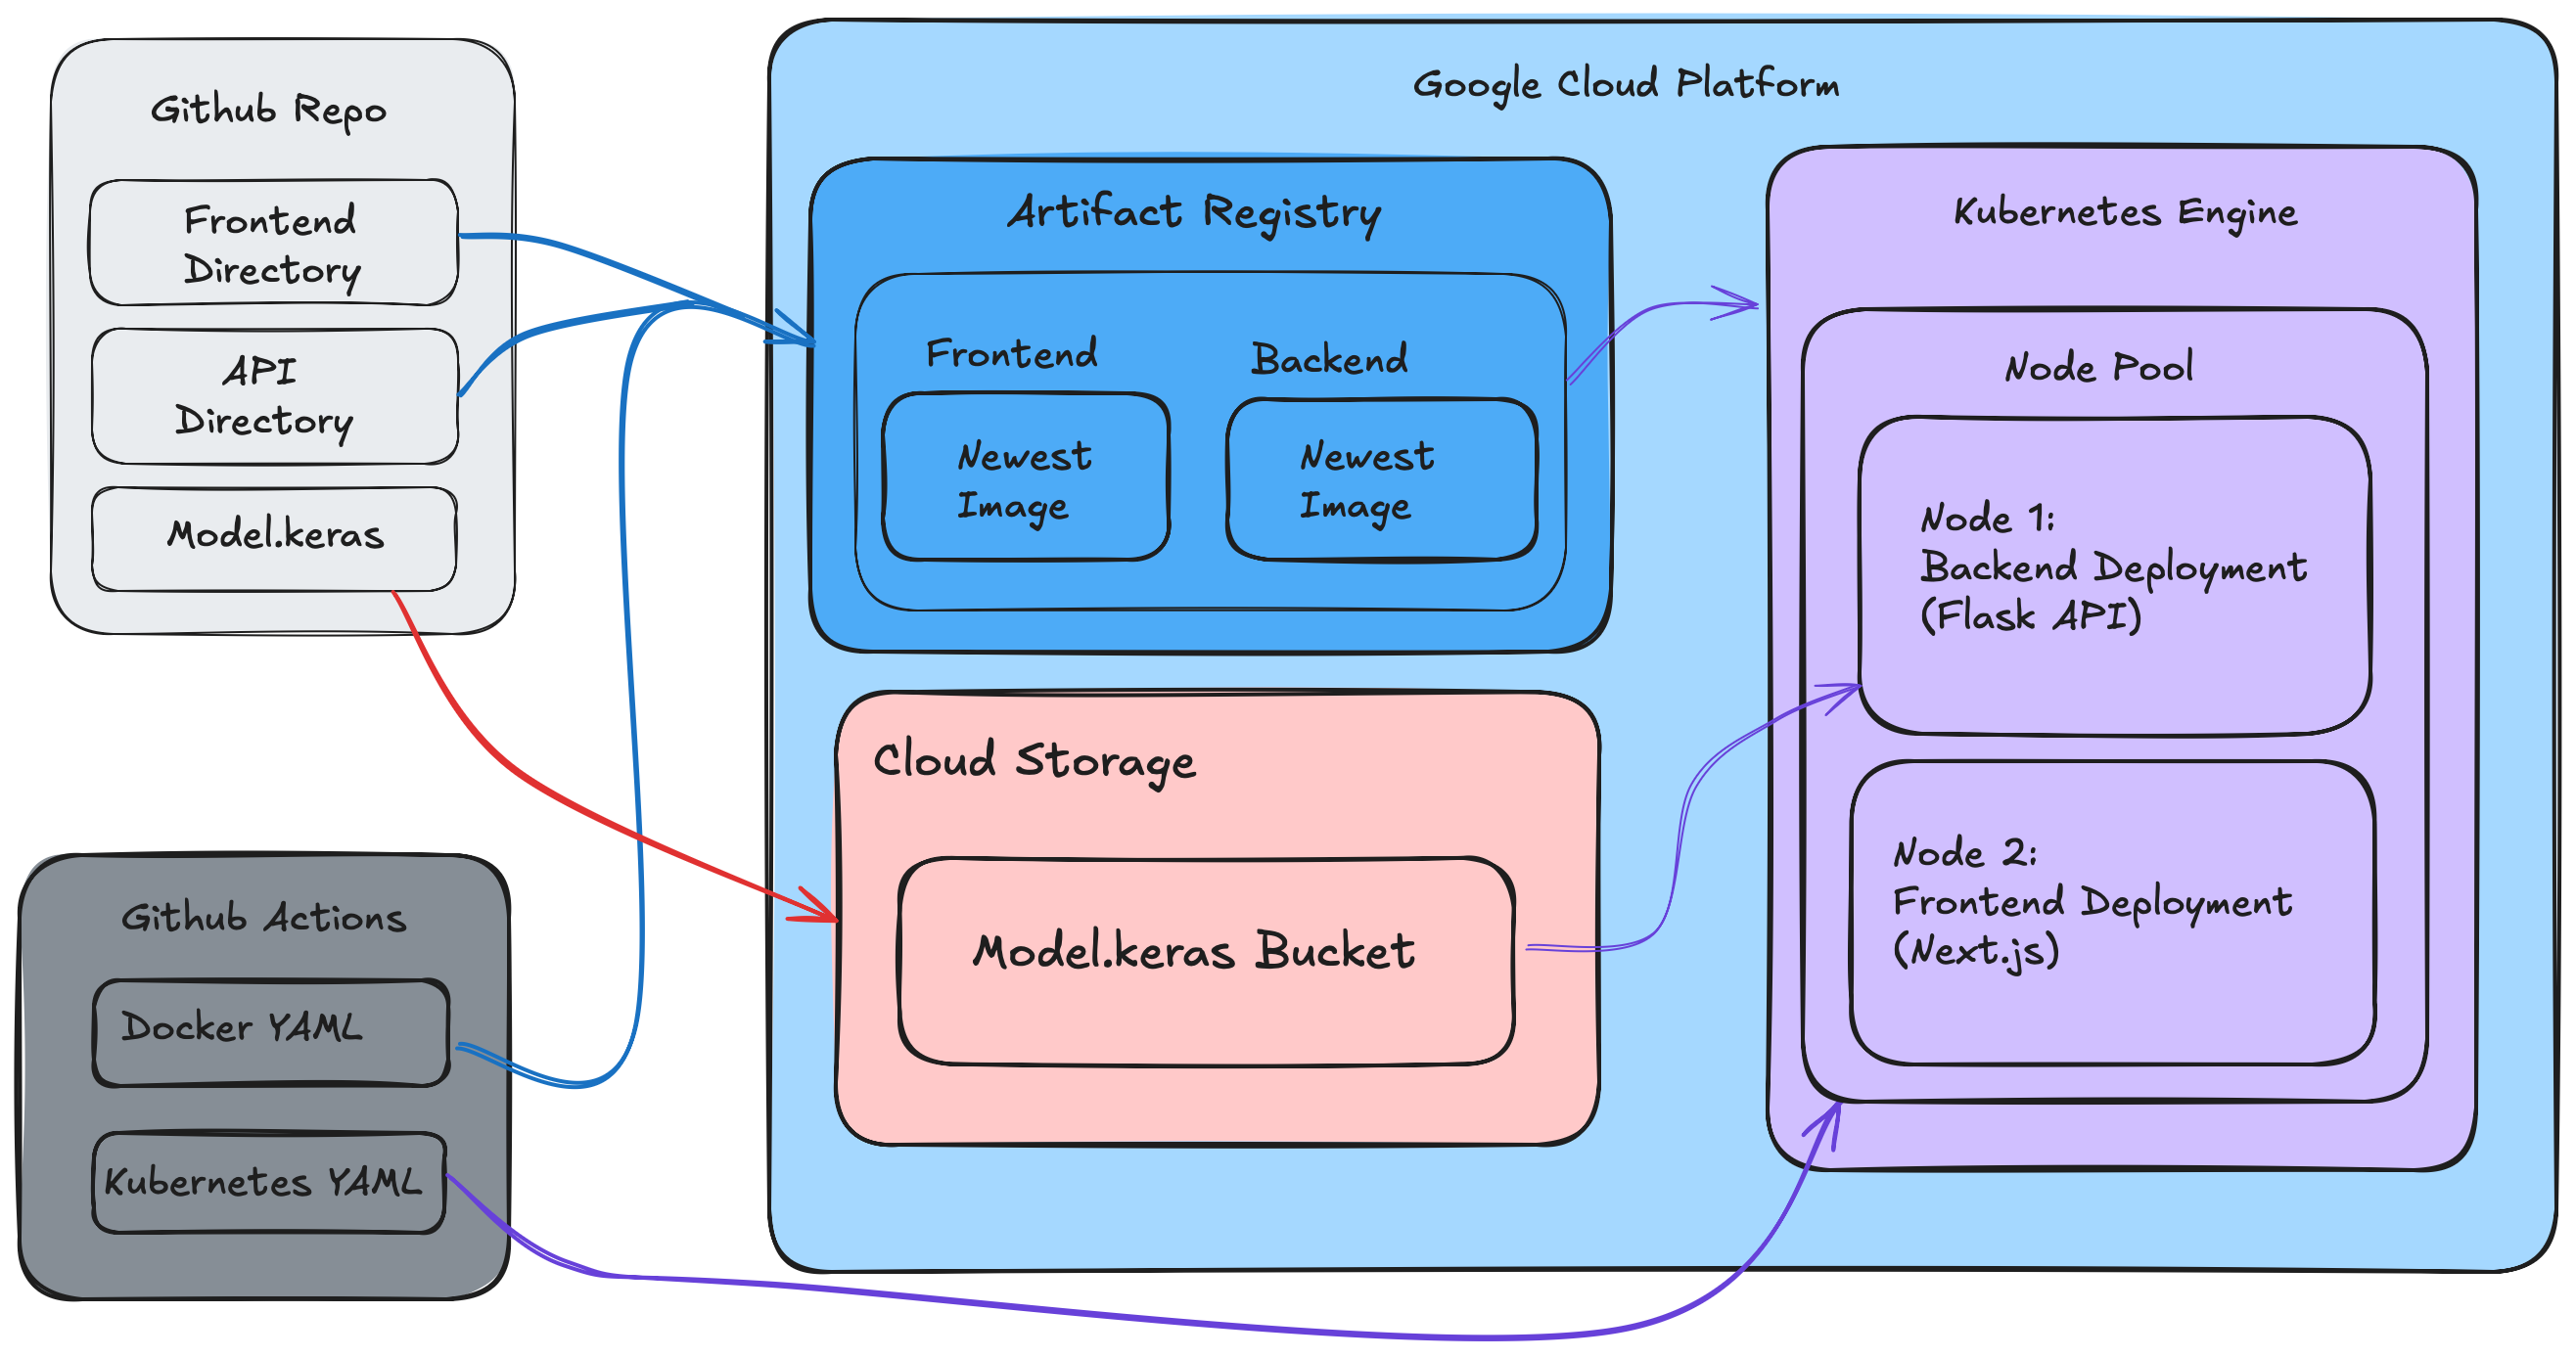 Github Repo
Frontend
Directory
API
Directory
Model.keras
Github Actions
Docker YAML
Kubernetes YAML
Google Cloud Platform
Artifact Registry
Frontend
Newest
Image
Backend
Newest
Image
Cloud Storage
Model.keras Bucket
Kubernetes Engine
Node Pool
Node 1:
Backend Deployment
(Flask API)
Node 2:
Frontend Deployment
(Next.js)